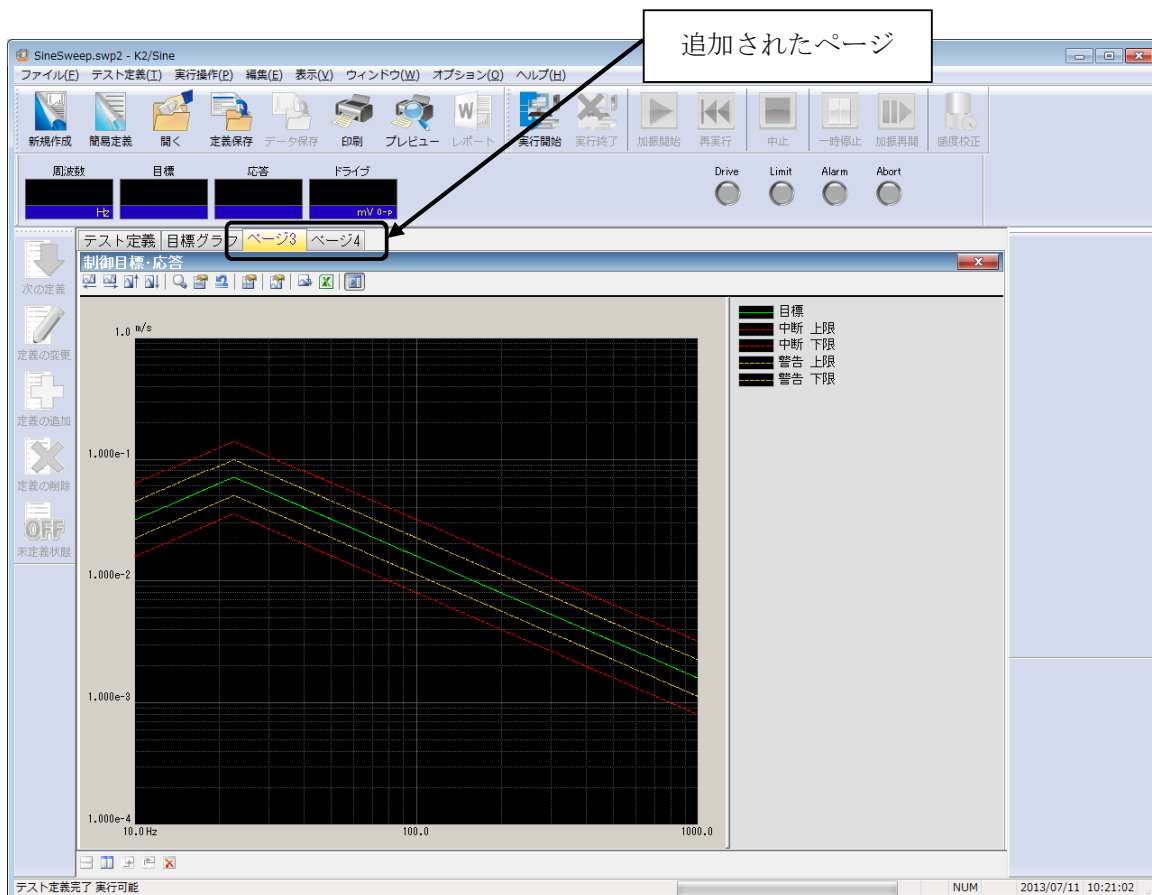 追加されたページ
SineSweep.swp2 - K2/Sine
ファイル(F) テスト定義(T) 実行操作(P) 編集(E) 表示(V) ウィンドウ(W) オプション(O) ヘルプ(H)
新規作成 簡易定義 開く 定義保存 データ保存 印刷 プレビュー レポート 実行開始 実行終了 加振開始 再実行 中止 一時停止 加振再開 感度校正
周波数 目標 応答 ドライブ Drive Limit Alarm Abort
Hz mV 0-p
テスト定義 目標グラフ ページ3 ページ4
制御目標・応答
次の定義
定義の変更
定義の追加
定義の削除
OFF
未定義状態
1.0 m/s
1.000e-1
1.000e-2
1.000e-3
1.000e-4
10.0 Hz 100.0 1000.0
目標
中断 上限
中断 下限
警告 上限
警告 下限
テスト定義完了 実行可能 NUM 2013/07/11 10:21:02